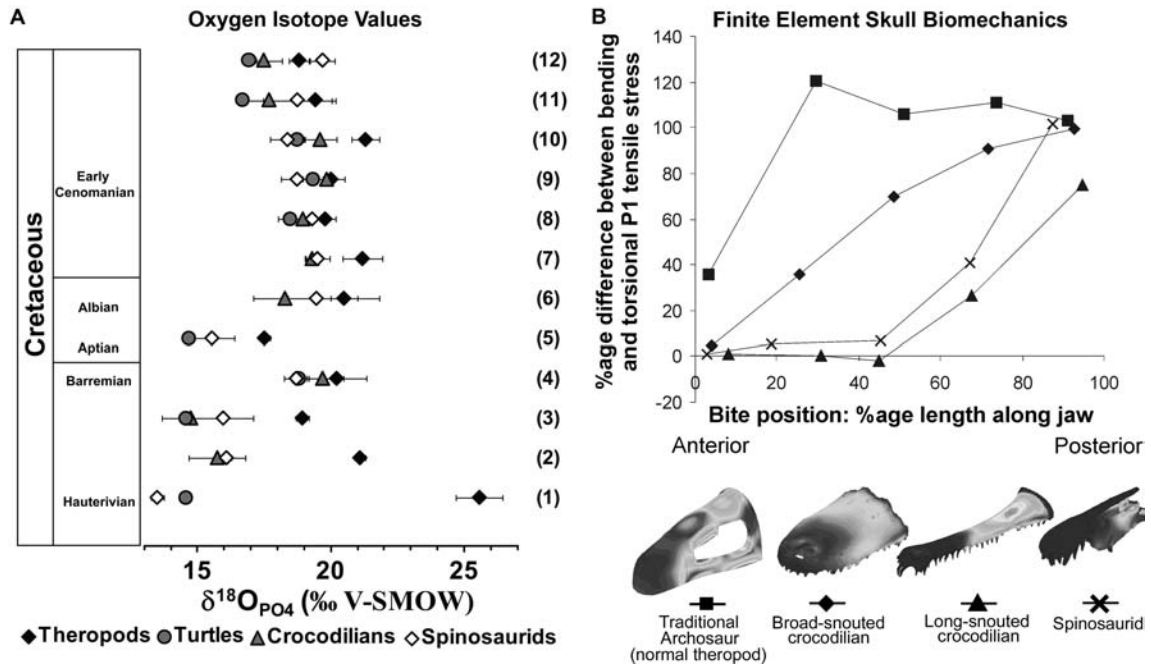 A
Oxygen Isotope Values
Cretaceous
Early
Cenomanian
Albian
Aptian
Barremian
Hauterivian
(12)
(11)
(10)
(9)
(8)
(7)
(6)
(5)
(4)
(3)
(2)
(1)
15 20 25
δ¹⁸O_PO4 (‰ V-SMOW)
Theropods Turtles Crocodilians Spinosaurids
B
Finite Element Skull Biomechanics
%age difference between bending
and torsional P1 tensile stress
140
120
100
80
60
40
20
0
-20
0 20 40 60 80 100
Bite position: %age length along jaw
Anterior Posterior
Traditional
Archosaur
(normal theropod)
Broad-snouted
crocodilian
Long-snouted
crocodilian
Spinosaurid